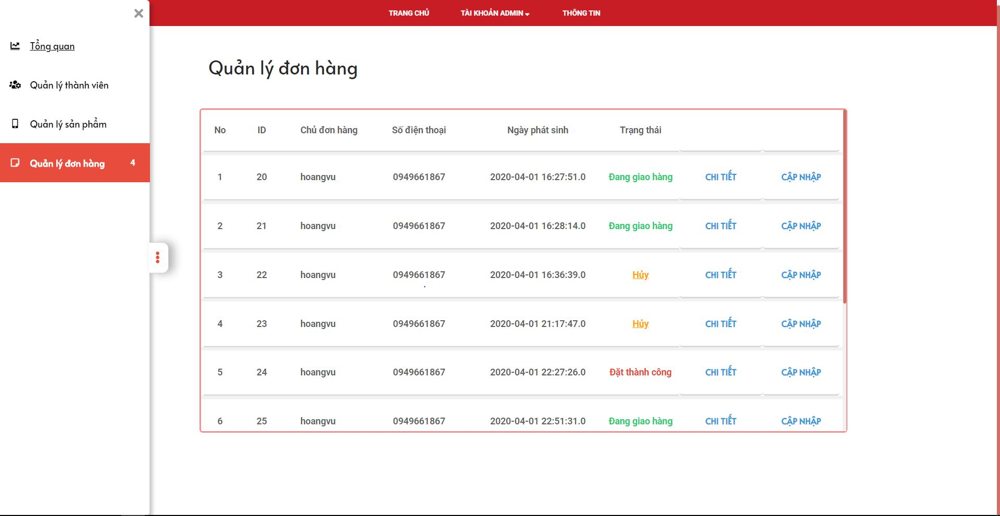 TRANG CHỦ TÀI KHOẢN ADMIN THÔNG TIN
Tổng quan
Quản lý thành viên
Quản lý sản phẩm
Quản lý đơn hàng 4
Quản lý đơn hàng
No ID Chủ đơn hàng Số điện thoại Ngày phát sinh Trạng thái
1 20 hoangvu 0949661867 2020-04-01 16:27:51.0 Đang giao hàng CHI TIẾT CẬP NHẬP
2 21 hoangvu 0949661867 2020-04-01 16:28:14.0 Đang giao hàng CHI TIẾT CẬP NHẬP
3 22 hoangvu 0949661867 2020-04-01 16:36:39.0 Hủy CHI TIẾT CẬP NHẬP
4 23 hoangvu 0949661867 2020-04-01 21:17:47.0 Hủy CHI TIẾT CẬP NHẬP
5 24 hoangvu 0949661867 2020-04-01 22:27:26.0 Đặt thành công CHI TIẾT CẬP NHẬP
6 25 hoangvu 0949661867 2020-04-01 22:51:31.0 Đang giao hàng CHI TIẾT CẬP NHẬP